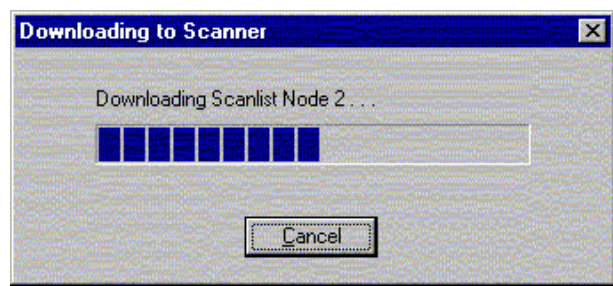 Downloading to Scanner
Downloading Scanlist Node 2 . . .
Cancel